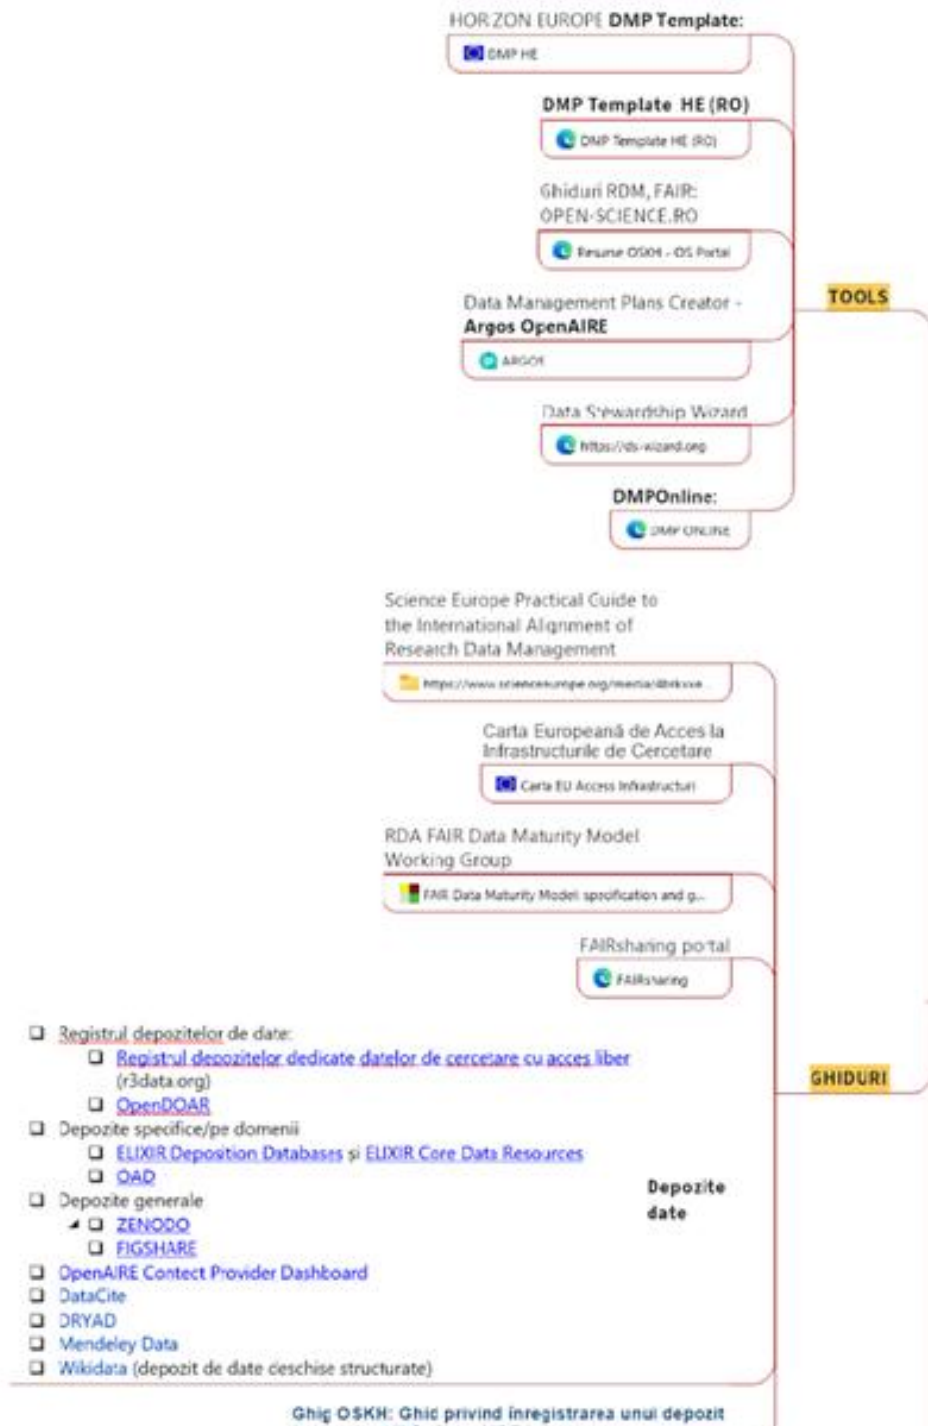 HORIZON EUROPE DMP Template:
DMP HE
DMP Template HE (RO)
DMP Template HE (RO)
Ghiduri RDM, FAIR:
OPEN-SCIENCE.RO
Resurse OSKH - OS Portal
TOOLS
Data Management Plans Creator -
Argos OpenAIRE
ARGOS
Data Stewardship Wizard
https://ds-wizard.org
DMPOnline:
DMP ONLINE
Science Europe Practical Guide to
the International Alignment of
Research Data Management
https://www.scienceeurope.org/media/
Carta Europeană de Acces la
Infrastructurile de Cercetare
Carta EU Access Infrastructuri
RDA FAIR Data Maturity Model
Working Group
FAIR Data Maturity Model: specification and g...
FAIRsharing portal
FAIRsharing
Registrul depozitelor de date:
Registrul depozitelor dedicate datelor de cercetare cu acces liber
(r3data.org)
GHIDURI
OpenDOAR
Depozite specifice/pe domenii
ELIXIR Deposition Databases și ELIXIR Core Data Resources
OAD
Depozite
date
Depozite generale
ZENODO
FIGSHARE
OpenAIRE Contect Provider Dashboard
DataCite
DRYAD
Mendeley Data
Wikidata (depozit de date deschise structurate)
Ghig OSKH: Ghid privind inregistrarea unui depozit